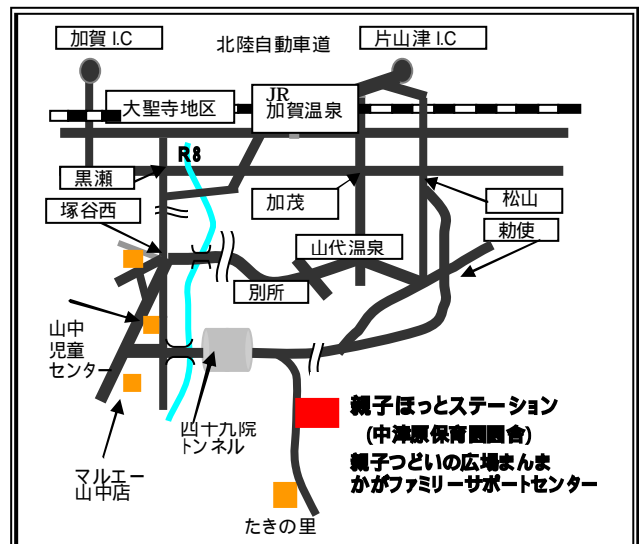 加賀 I.C
北陸自動車道
片山津 I.C
大聖寺地区
JR
加賀温泉
R8
黒瀬
加茂
松山
塚谷西
勅使
山代温泉
別所
山中
児童
センター
四十九院
トンネル
親子ほっとステーション
(中津原保育園園舎)
親子つどいの広場まんま
かがファミリーサポートセンター
マルエー
山中店
たきの里